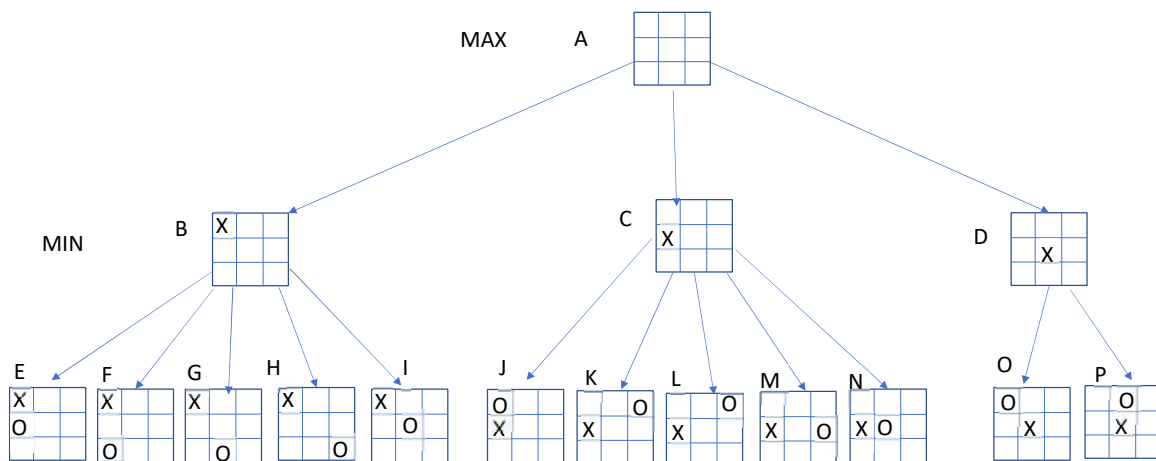 MAX A
B X C X D X
MIN
E F G H I J K L M N O P
X X X X X O O O O O
O O X X X O X O X X
O O O